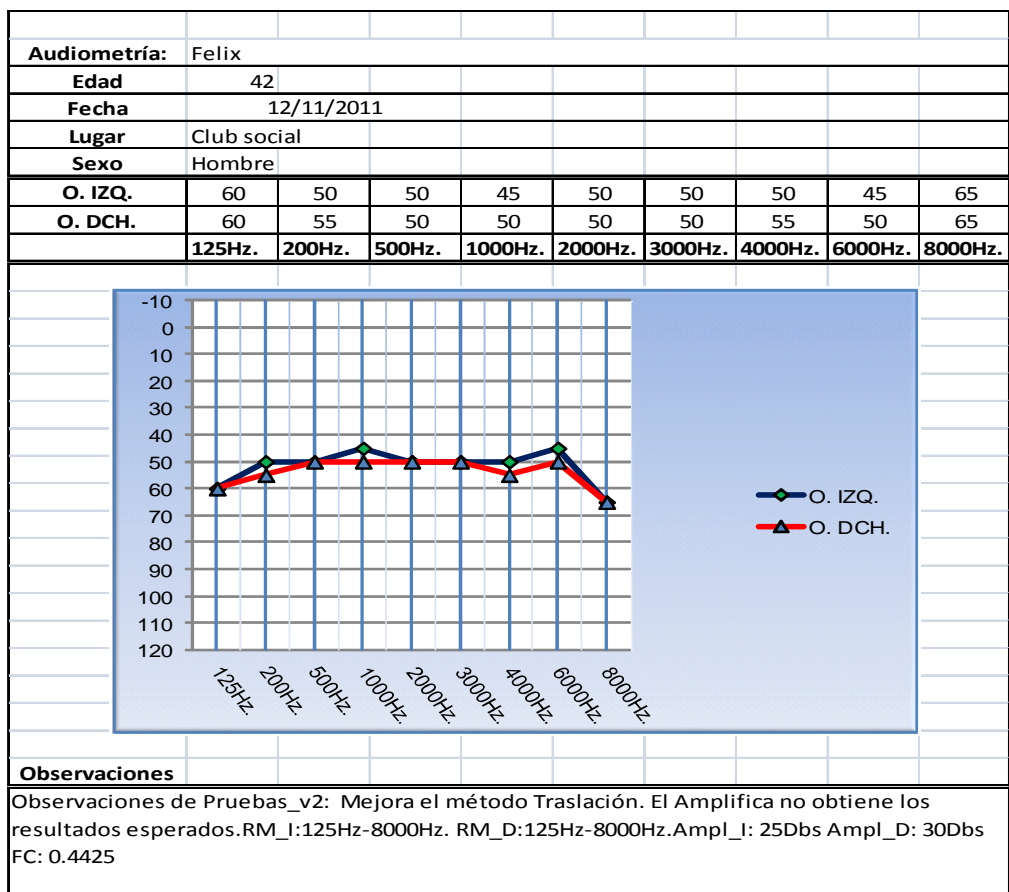 Audiometría: Felix
Edad 42
Fecha 12/11/2011
Lugar Club social
Sexo Hombre
O. IZQ. 60 50 50 45 50 50 50 45 65
O. DCH. 60 55 50 50 50 50 55 50 65
125Hz. 200Hz. 500Hz. 1000Hz. 2000Hz. 3000Hz. 4000Hz. 6000Hz. 8000Hz.
-10
0
10
20
30
40
50
60
70
80
90
100
110
120
125Hz. 200Hz. 500Hz. 1000Hz. 2000Hz. 3000Hz. 4000Hz. 6000Hz. 8000Hz.
O. IZQ.
O. DCH.
Observaciones
Observaciones de Pruebas_v2: Mejora el método Traslación. El Amplifica no obtiene los
resultados esperados.RM_I:125Hz-8000Hz. RM_D:125Hz-8000Hz.Ampl_I: 25Dbs Ampl_D: 30Dbs
FC: 0.4425